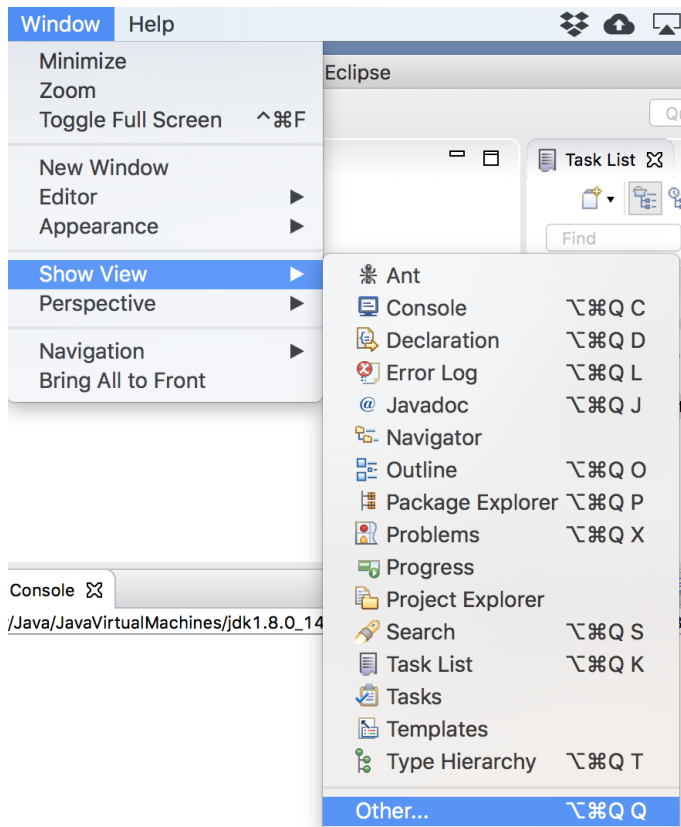 Window Help
Minimize
Zoom
Toggle Full Screen ^⌘F
New Window
Editor
Appearance
Show View
Perspective
Navigation
Bring All to Front
Eclipse
Task List
Find
Ant
Console ⌥⌘Q C
Declaration ⌥⌘Q D
Error Log ⌥⌘Q L
@ Javadoc ⌥⌘Q J
Navigator
Outline ⌥⌘Q O
Package Explorer ⌥⌘Q P
Problems ⌥⌘Q X
Progress
Project Explorer
Search ⌥⌘Q S
Task List ⌥⌘Q K
Tasks
Templates
Type Hierarchy ⌥⌘Q T
Other... ⌥⌘Q Q
Console
/Java/JavaVirtualMachines/jdk1.8.0_14